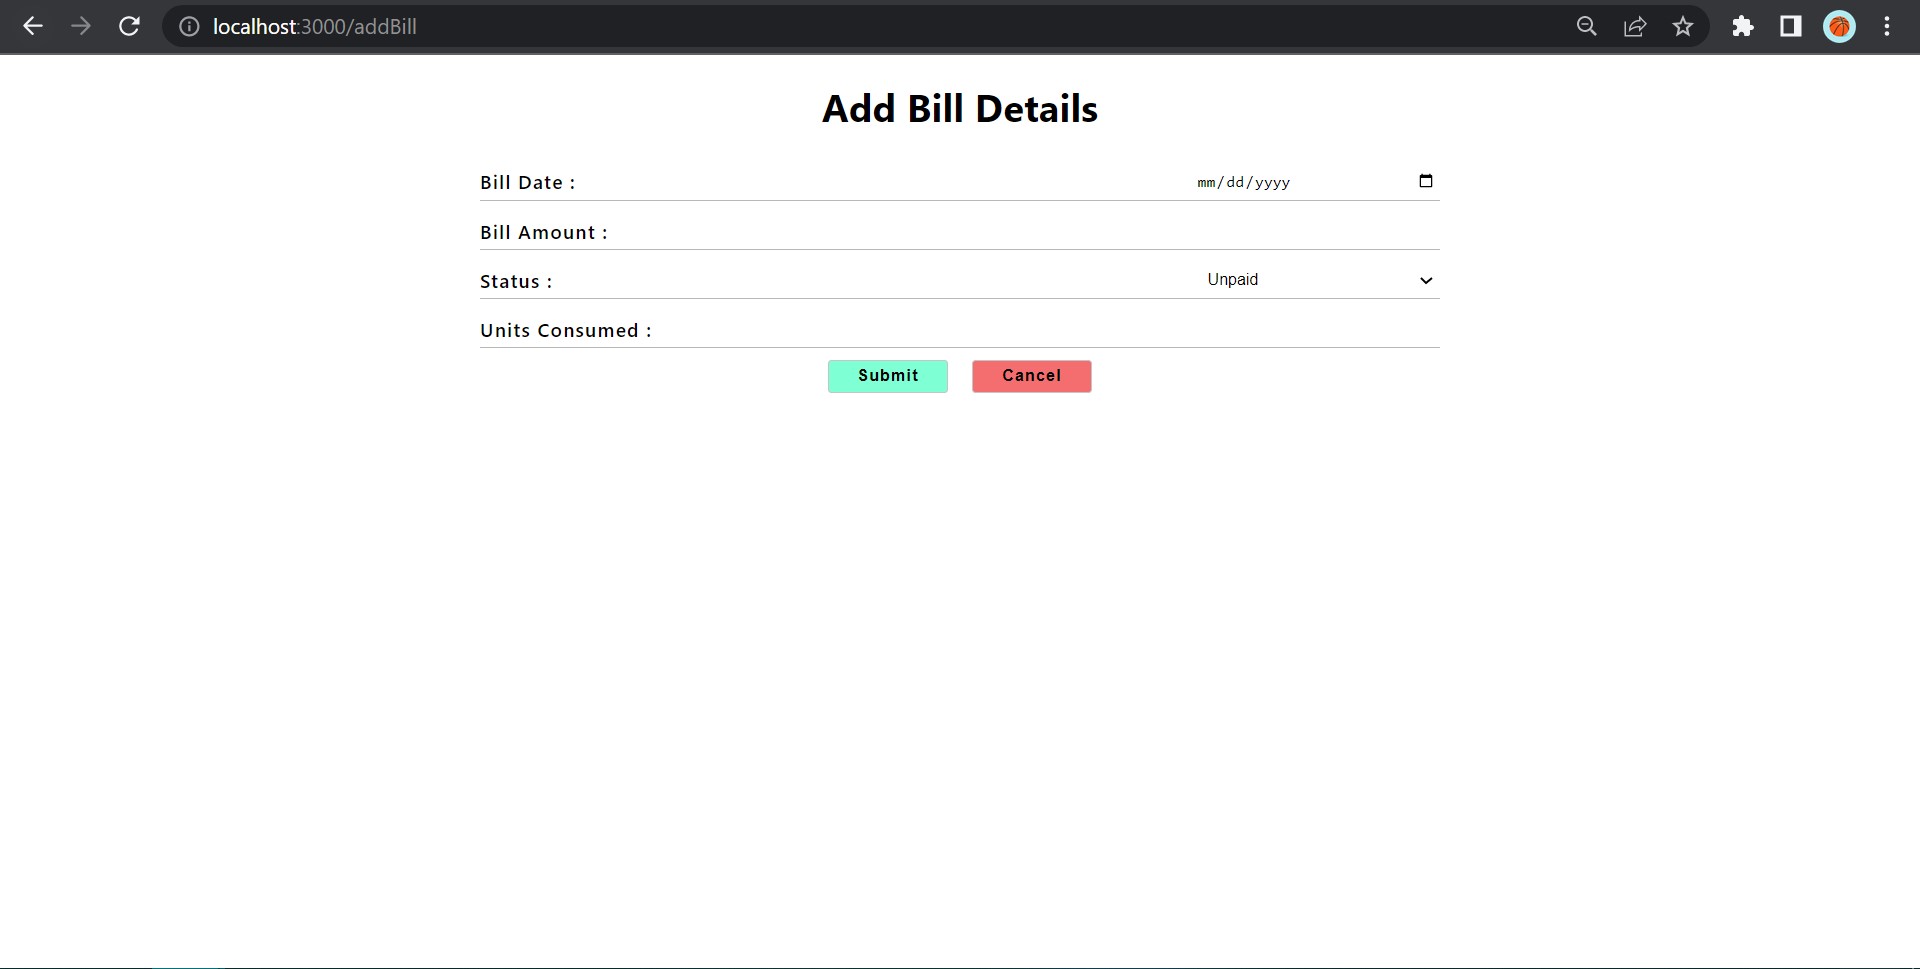 localhost:3000/addBill
Add Bill Details
Bill Date : mm/dd/yyyy
Bill Amount :
Status : Unpaid
Units Consumed :
Submit Cancel